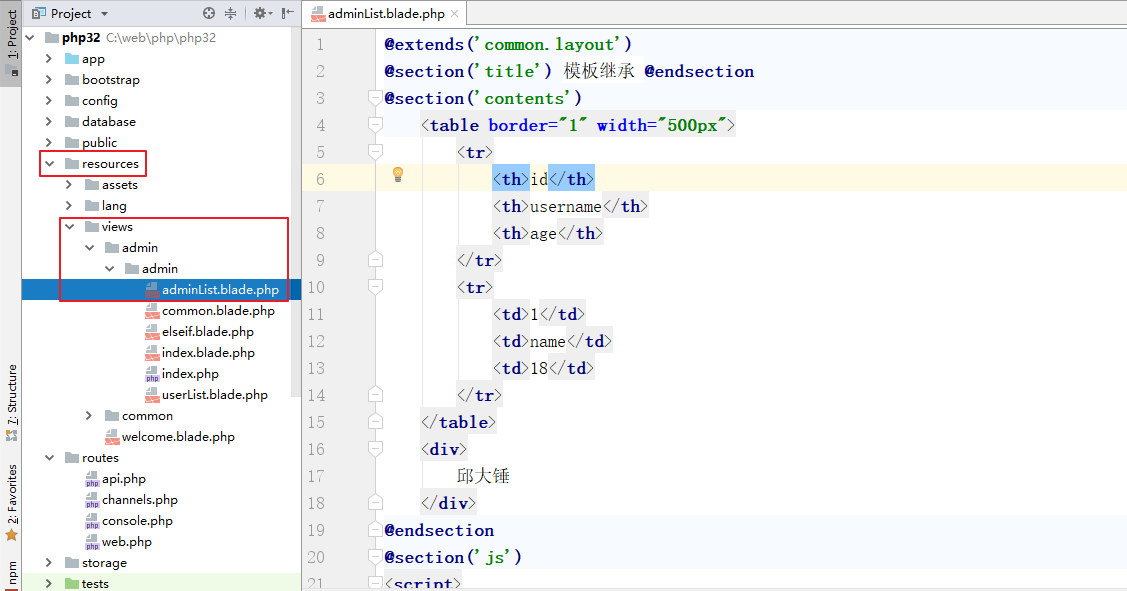 Project
adminList.blade.php
1: Project
7: Structure
2: Favorites
npm
php32 C:\web\php\php32
app
bootstrap
config
database
public
resources
assets
lang
views
admin
admin
adminList.blade.php
common.blade.php
elseif.blade.php
index.blade.php
index.php
userList.blade.php
common
welcome.blade.php
routes
api.php
channels.php
console.php
web.php
storage
tests
1 @extends('common.layout')
2 @section('title') 模板继承 @endsection
3 @section('contents')
4 <table border="1" width="500px">
5 <tr>
6 <th>id</th>
7 <th>username</th>
8 <th>age</th>
9 </tr>
10 <tr>
11 <td>1</td>
12 <td>name</td>
13 <td>18</td>
14 </tr>
15 </table>
16 <div>
17 邱大锤
18 </div>
19 @endsection
20 @section('js')
21 <script>